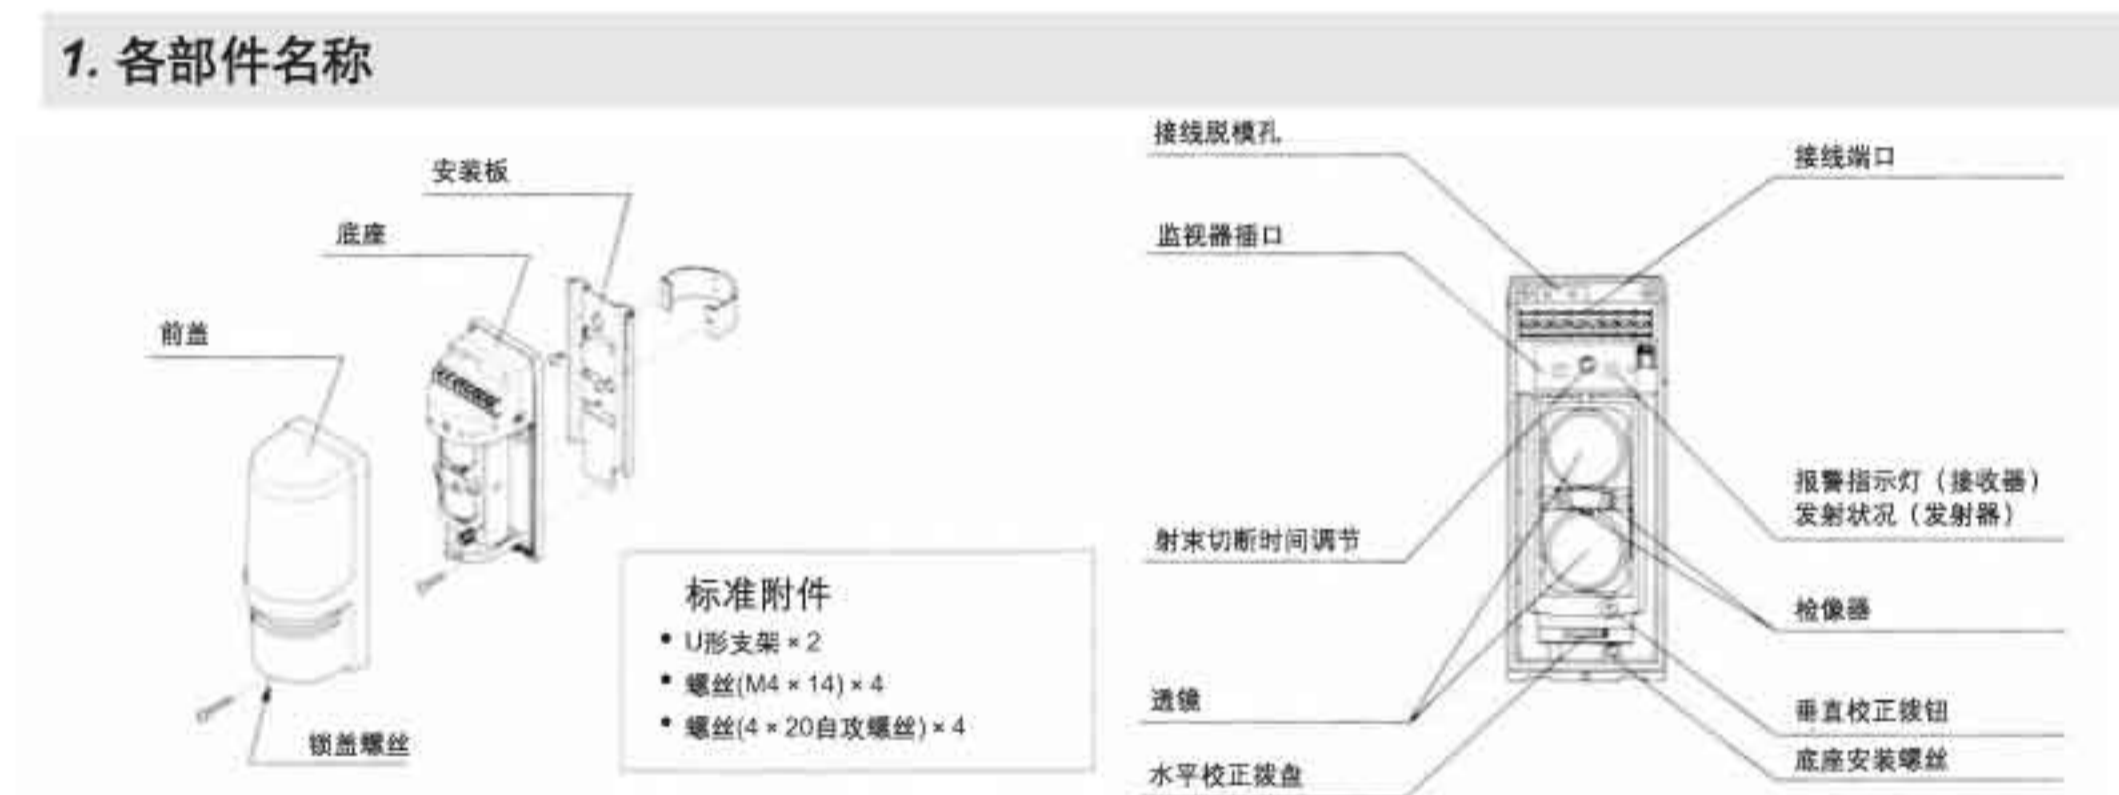 1. 各部件名称
安装板
底座
前盖
锁盖螺丝
标准附件
• U形支架 × 2
• 螺丝(M4 × 14) × 4
• 螺丝(4 × 20自攻螺丝) × 4
接线脱模孔
接线端口
监视器插口
报警指示灯（接收器）
发射状况（发射器）
射束切断时间调节
检像器
透镜
垂直校正拨钮
底座安装螺丝
水平校正拨盘